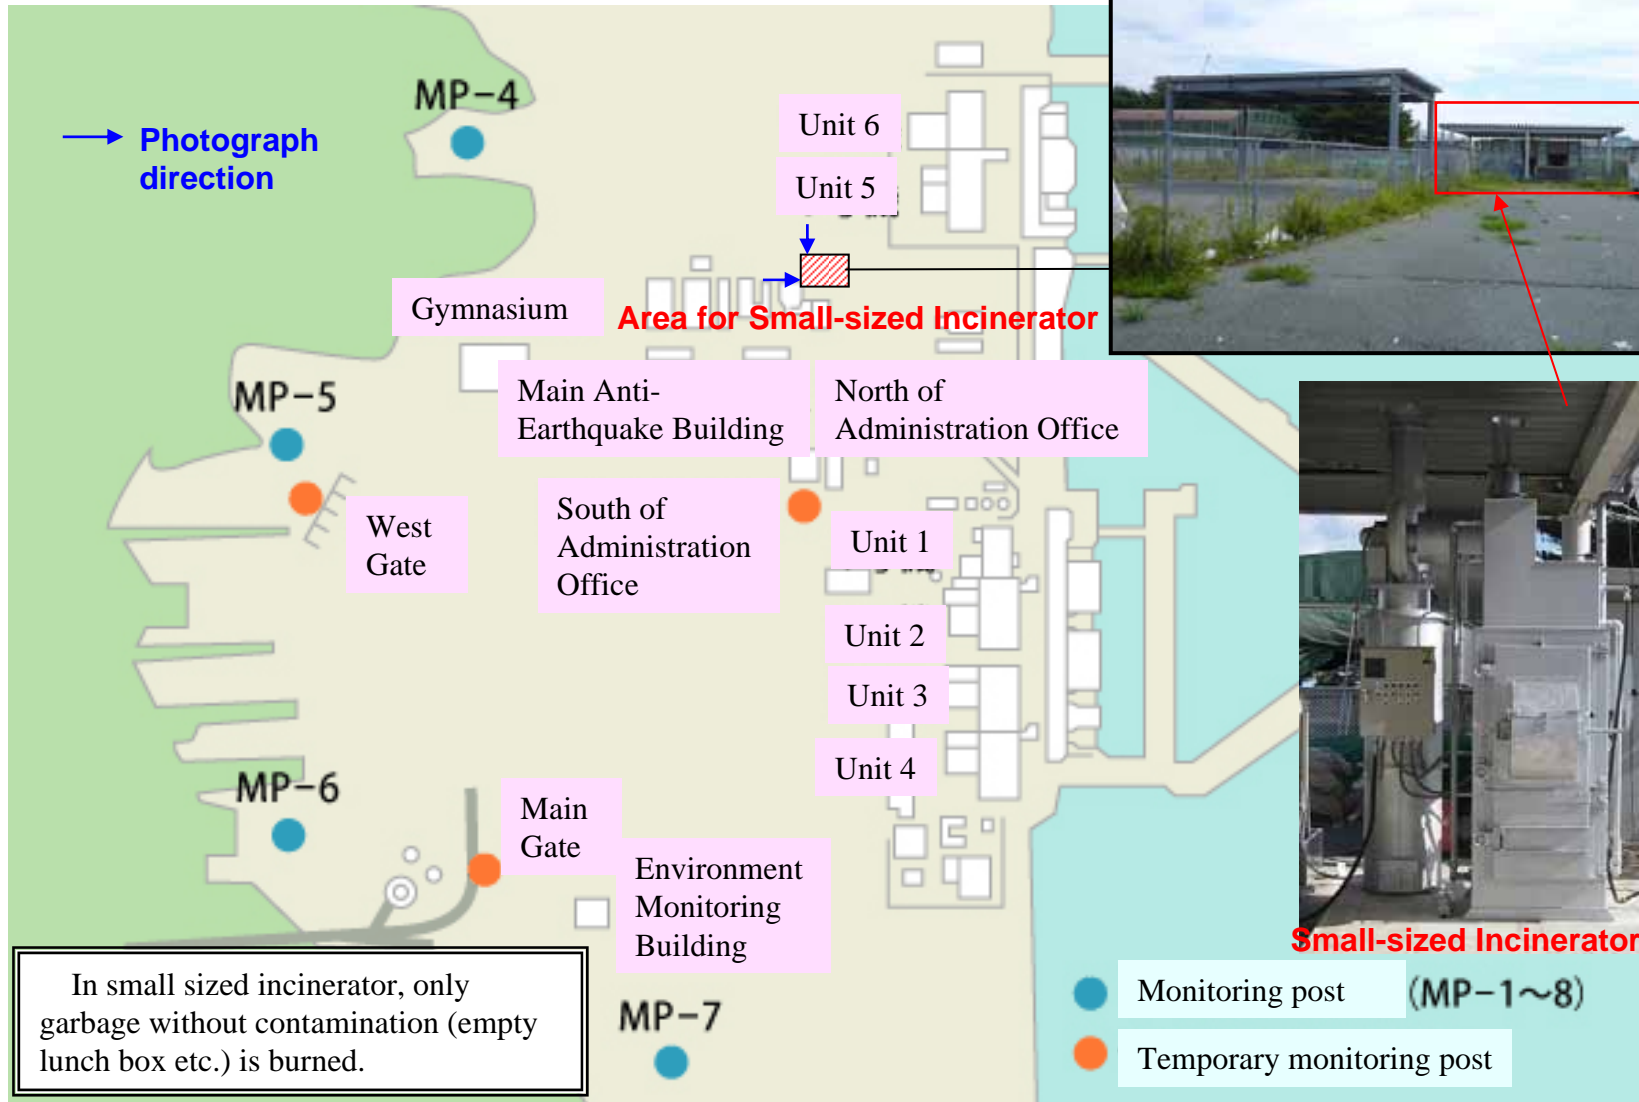 MP-4
Photograph
direction
Unit 6
Unit 5
Gymnasium
Area for Small-sized Incinerator
MP-5
Main Anti-
Earthquake Building
North of
Administration Office
West
Gate
South of
Administration
Office
Unit 1
Unit 2
Unit 3
Unit 4
MP-6
Main
Gate
Environment
Monitoring
Building
Small-sized Incinerator
In small sized incinerator, only
garbage without contamination (empty
lunch box etc.) is burned.
MP-7
Monitoring post (MP-1~8)
Temporary monitoring post